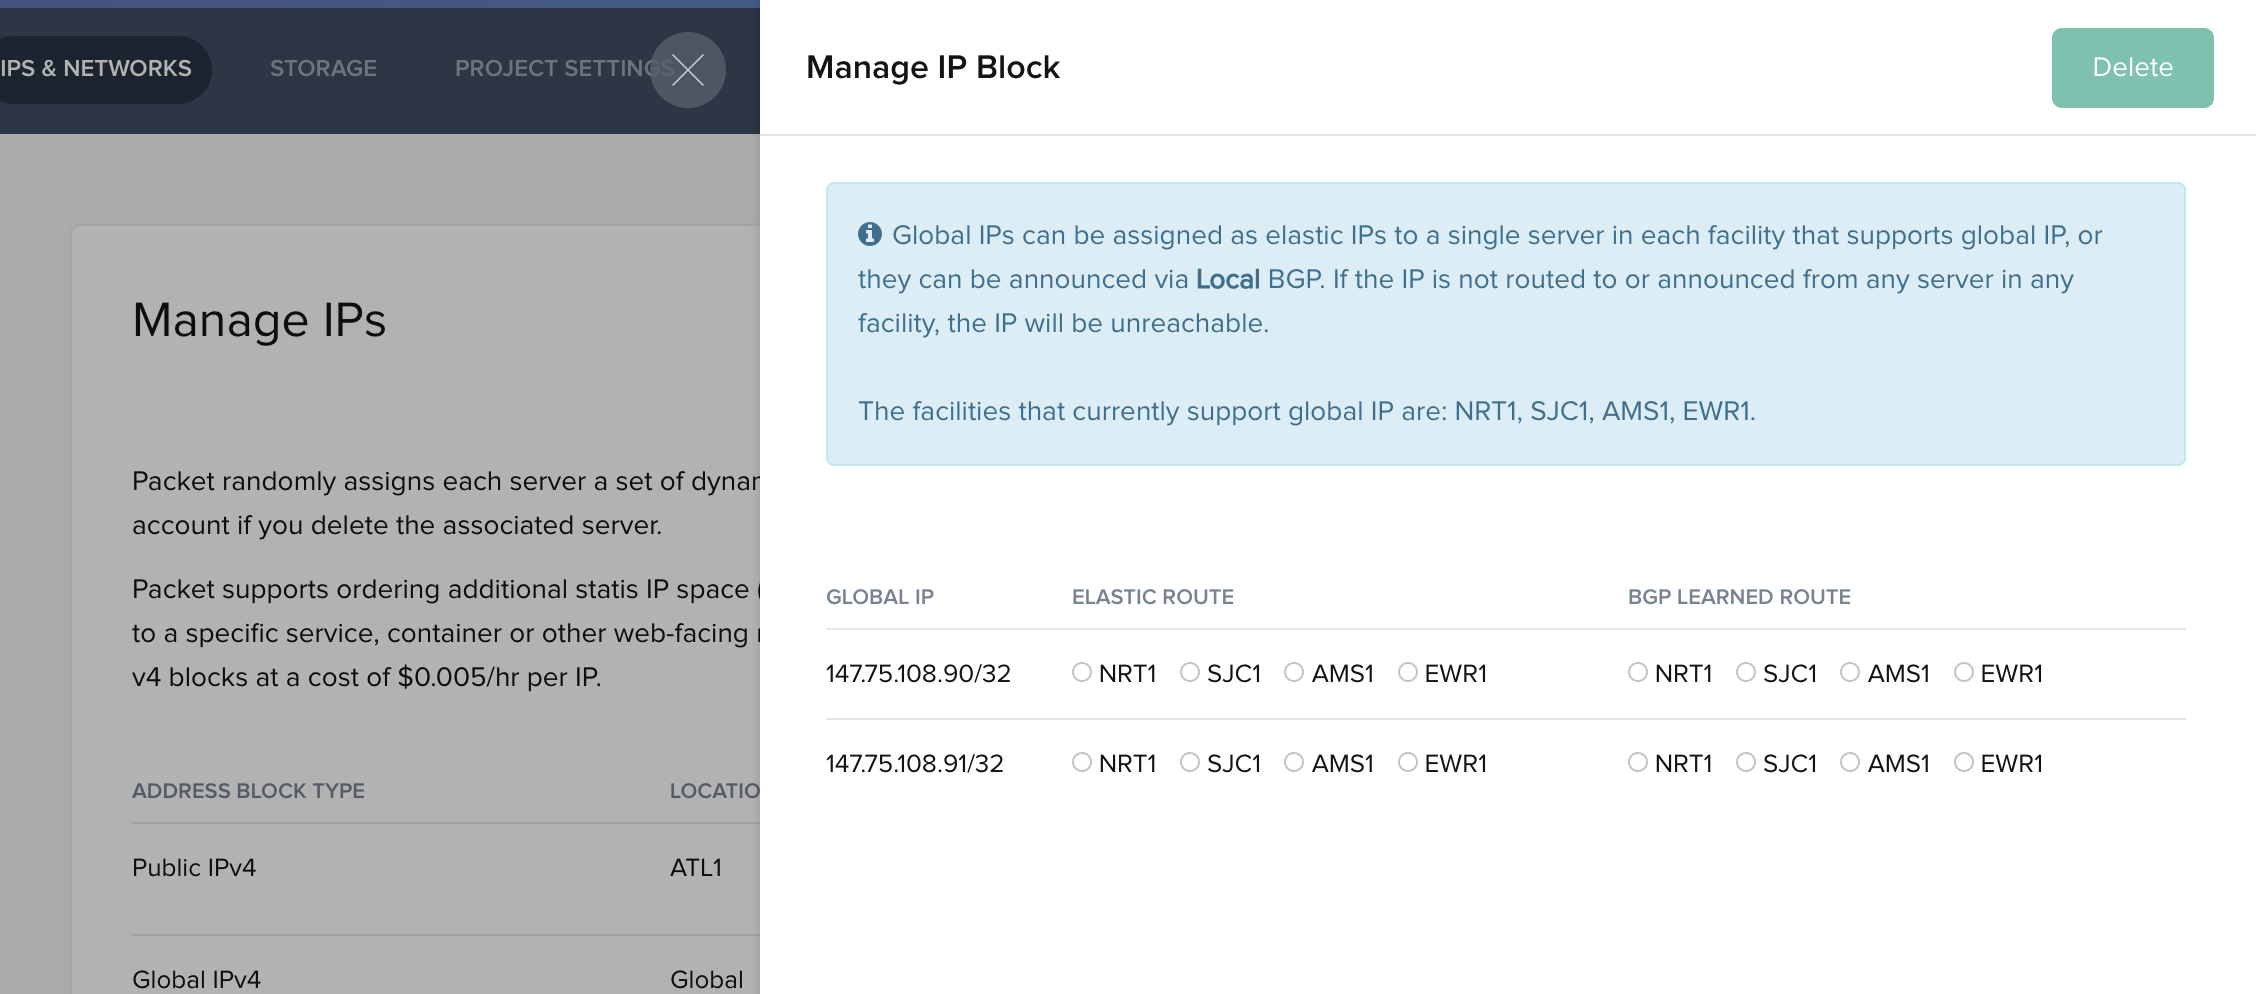 IPS & NETWORKS
STORAGE
PROJECT SETTINGS
Manage IPs
Packet randomly assigns each server a set of
account if you delete the associated server.
Packet supports ordering additional statis IP space (
to a specific service, container or other web-facing
v4 blocks at a cost of $0.005/hr per IP.
ADDRESS BLOCK TYPE
Public IPv4
ATL1
Global IPv4
Global
Manage IP Block
Delete
Global IPs can be assigned as elastic IPs to a single server in each facility that supports global IP, or
they can be announced via Local BGP. If the IP is not routed to or announced from any server in any
facility, the IP will be unreachable.
The facilities that currently support global IP are: NRT1, SJC1, AMS1, EWR1.
GLOBAL IP ELASTIC ROUTE BGP LEARNED ROUTE
147.75.108.90/32 NRT1 SJC1 AMS1 EWR1 NRT1 SJC1 AMS1 EWR1
147.75.108.91/32 NRT1 SJC1 AMS1 EWR1 NRT1 SJC1 AMS1 EWR1